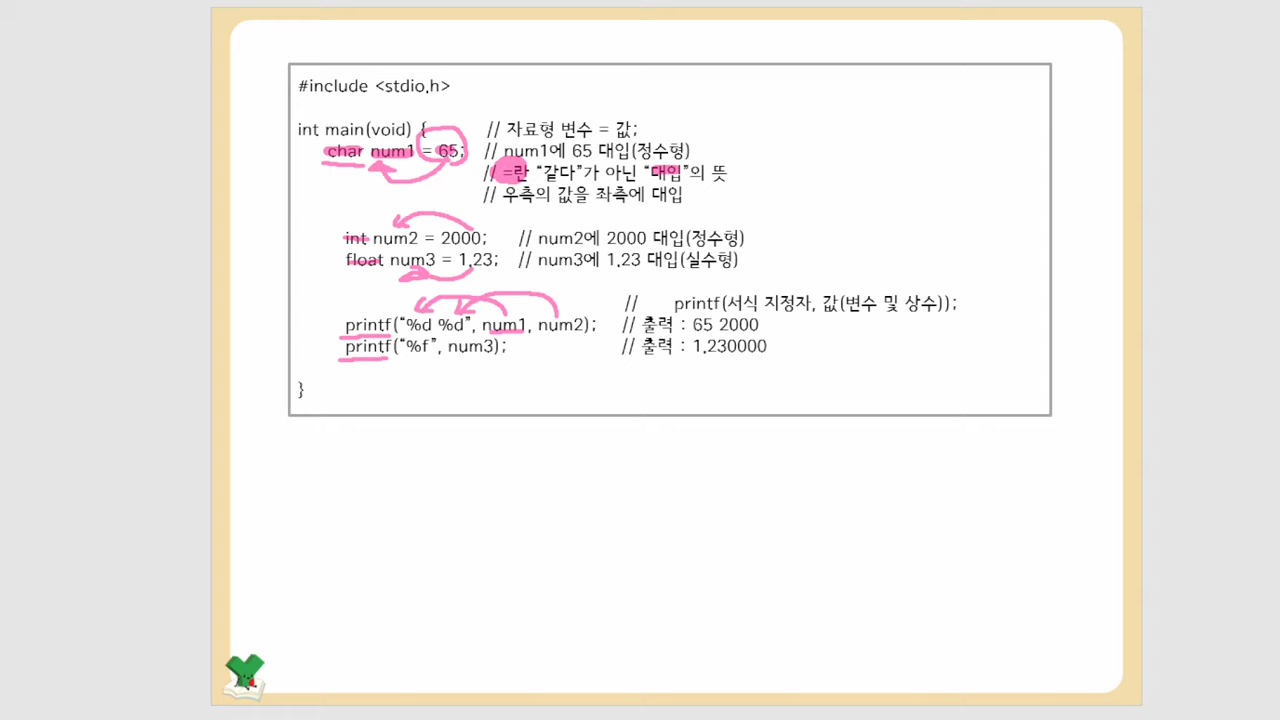 #include <stdio.h>
int main(void) { // 자료형 변수 = 값;
char num1 = 65; // num1에 65 대입(정수형)
// =란 “같다”가 아닌 “대입”의 뜻
// 우측의 값을 좌측에 대입
int num2 = 2000; // num2에 2000 대입(정수형)
float num3 = 1.23; // num3에 1.23 대입(실수형)
// printf(서식 지정자, 값(변수 및 상수));
printf(“%d %d”, num1, num2); // 출력 : 65 2000
printf(“%f”, num3); // 출력 : 1.230000
}